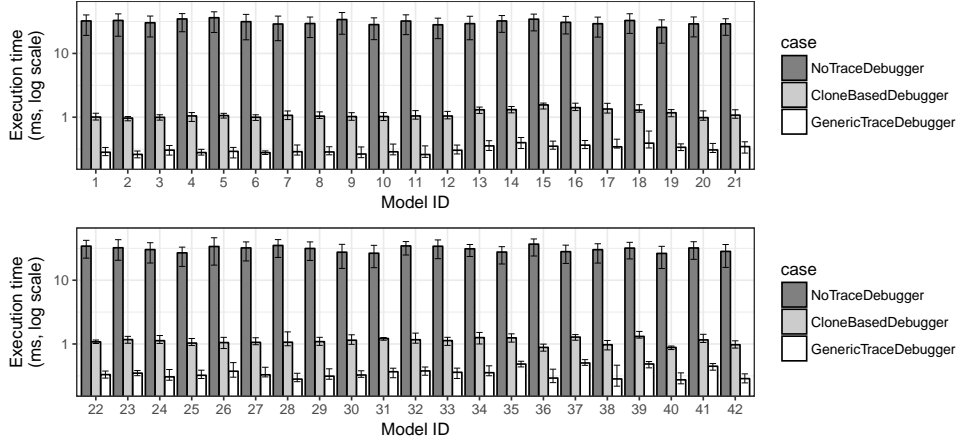 Execution time
(ms, log scale)
10
1
1 2 3 4 5 6 7 8 9 10 11 12 13 14 15 16 17 18 19 20 21
Model ID
case
NoTraceDebugger
CloneBasedDebugger
GenericTraceDebugger
Execution time
(ms, log scale)
10
1
22 23 24 25 26 27 28 29 30 31 32 33 34 35 36 37 38 39 40 41 42
Model ID
case
NoTraceDebugger
CloneBasedDebugger
GenericTraceDebugger